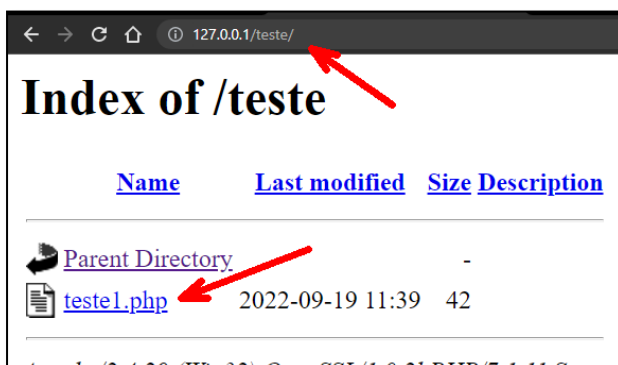 127.0.0.1/teste/
Index of /teste
Name Last modified Size Description
Parent Directory -
teste1.php 2022-09-19 11:39 42